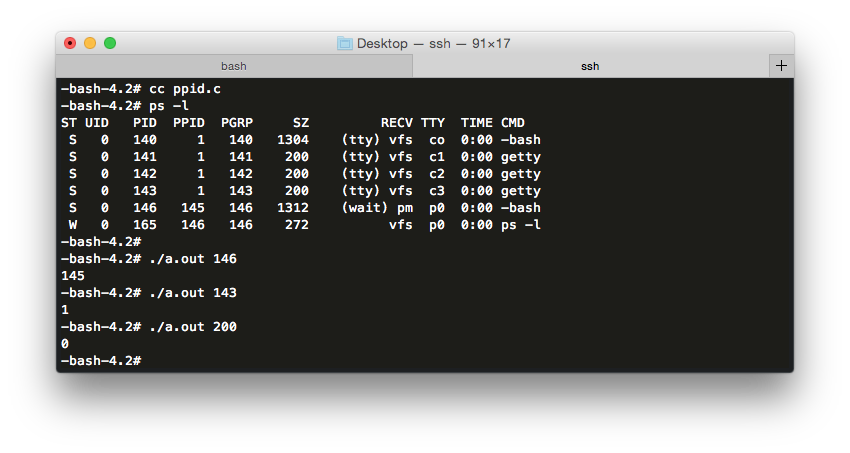 Desktop — ssh — 91×17
bash ssh +
-bash-4.2# cc ppid.c
-bash-4.2# ps -l
ST UID   PID  PPID  PGRP     SZ         RECV TTY  TIME CMD
 S   0   140     1   140   1304    (tty) vfs  co  0:00 -bash
 S   0   141     1   141    200    (tty) vfs  c1  0:00 getty
 S   0   142     1   142    200    (tty) vfs  c2  0:00 getty
 S   0   143     1   143    200    (tty) vfs  c3  0:00 getty
 S   0   146   145   146   1312    (wait) pm  p0  0:00 -bash
 W   0   165   146   146    272          vfs  p0  0:00 ps -l
-bash-4.2#
-bash-4.2# ./a.out 146
145
-bash-4.2# ./a.out 143
1
-bash-4.2# ./a.out 200
0
-bash-4.2#